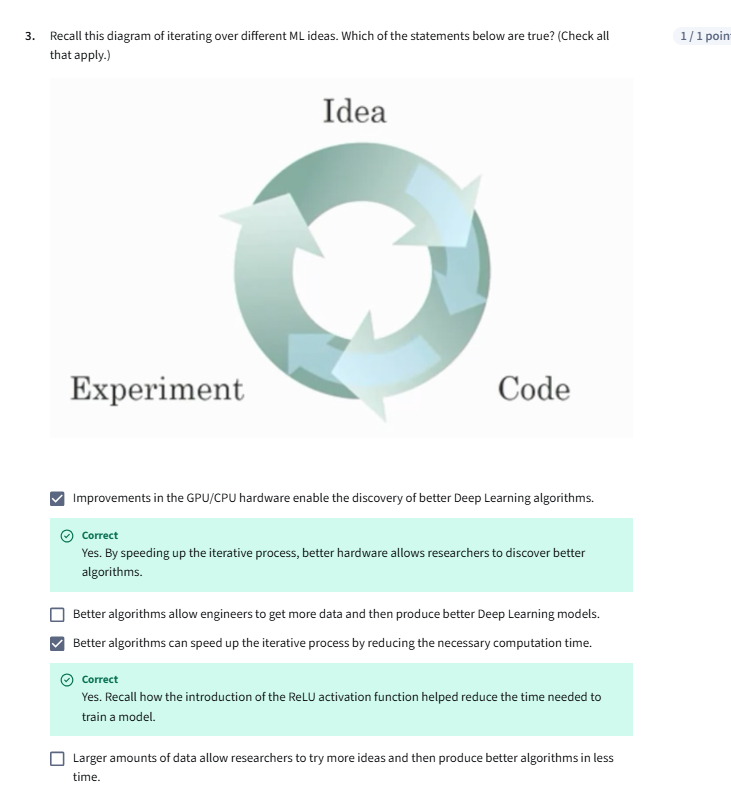 3. Recall this diagram of iterating over different ML ideas. Which of the statements below are true? (Check all
that apply.)
1 / 1 point
Idea
Experiment
Code
Improvements in the GPU/CPU hardware enable the discovery of better Deep Learning algorithms.
Correct
Yes. By speeding up the iterative process, better hardware allows researchers to discover better
algorithms.
Better algorithms allow engineers to get more data and then produce better Deep Learning models.
Better algorithms can speed up the iterative process by reducing the necessary computation time.
Correct
Yes. Recall how the introduction of the ReLU activation function helped reduce the time needed to
train a model.
Larger amounts of data allow researchers to try more ideas and then produce better algorithms in less
time.